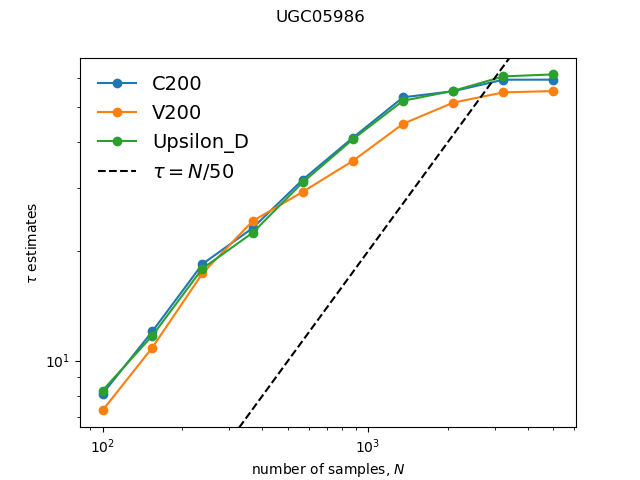 UGC05986
C200
V200
Upsilon_D
τ = N/50
τ estimates
10¹
10² 10³
number of samples, N